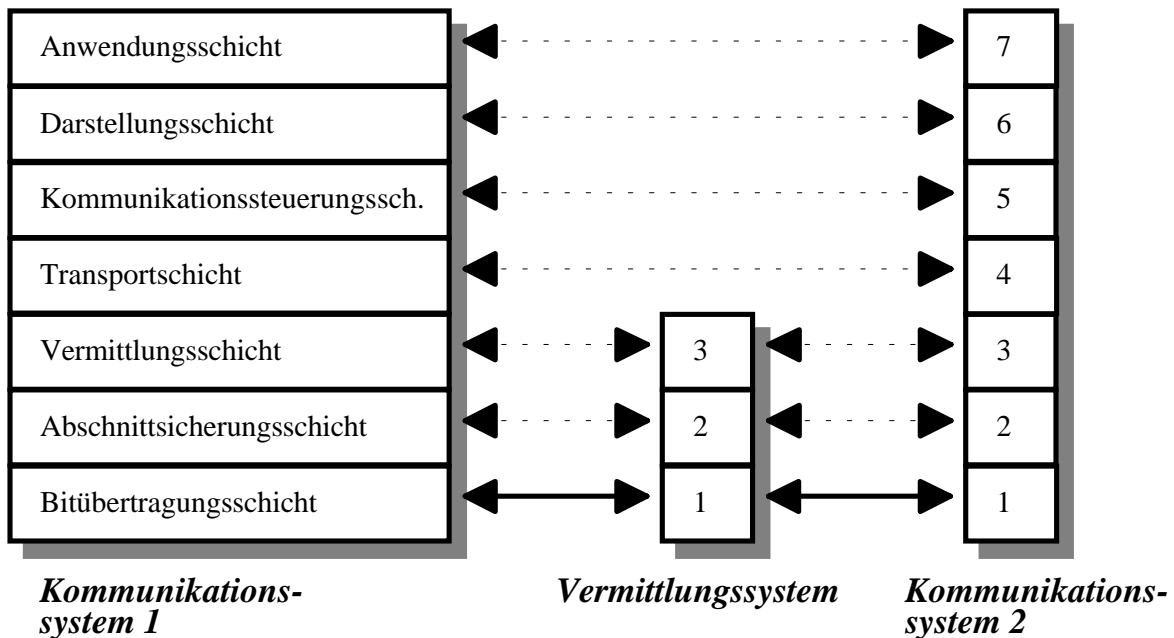 Anwendungsschicht 7
Darstellungsschicht 6
Kommunikationssteuerungssch. 5
Transportschicht 4
Vermittlungsschicht 3 3
Abschnittsicherungsschicht 2 2
Bitübertragungsschicht 1 1
Kommunikations-
system 1
Vermittlungssystem
Kommunikations-
system 2